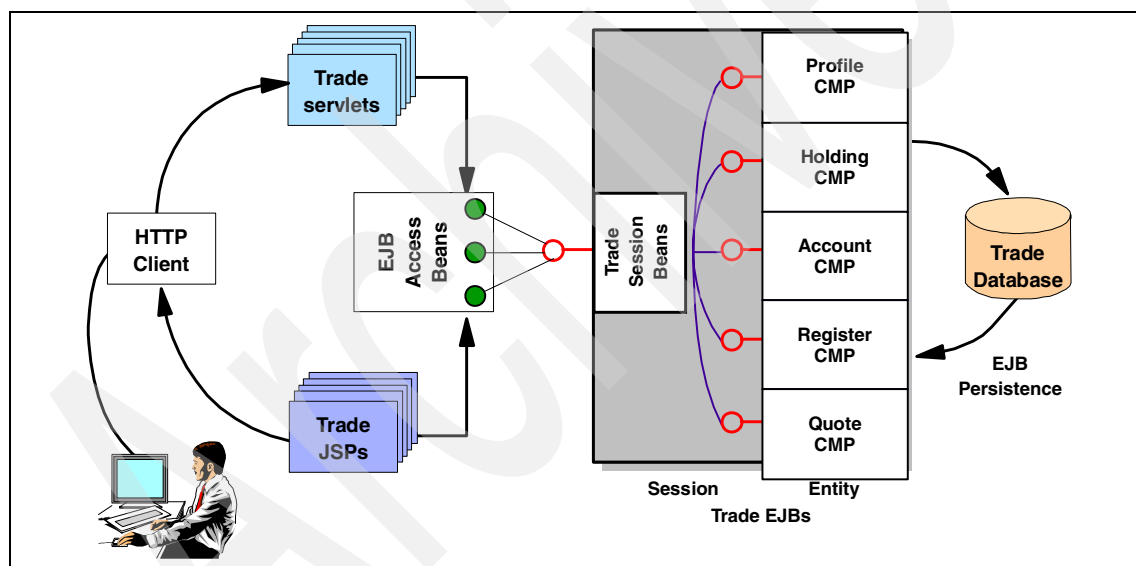 Trade
servlets
HTTP
Client
Trade
JSPs
EJB
Access
Beans
Trade
Session
Beans
Profile
CMP
Holding
CMP
Account
CMP
Register
CMP
Quote
CMP
Session
Entity
Trade EJBs
Trade
Database
EJB
Persistence
Archive